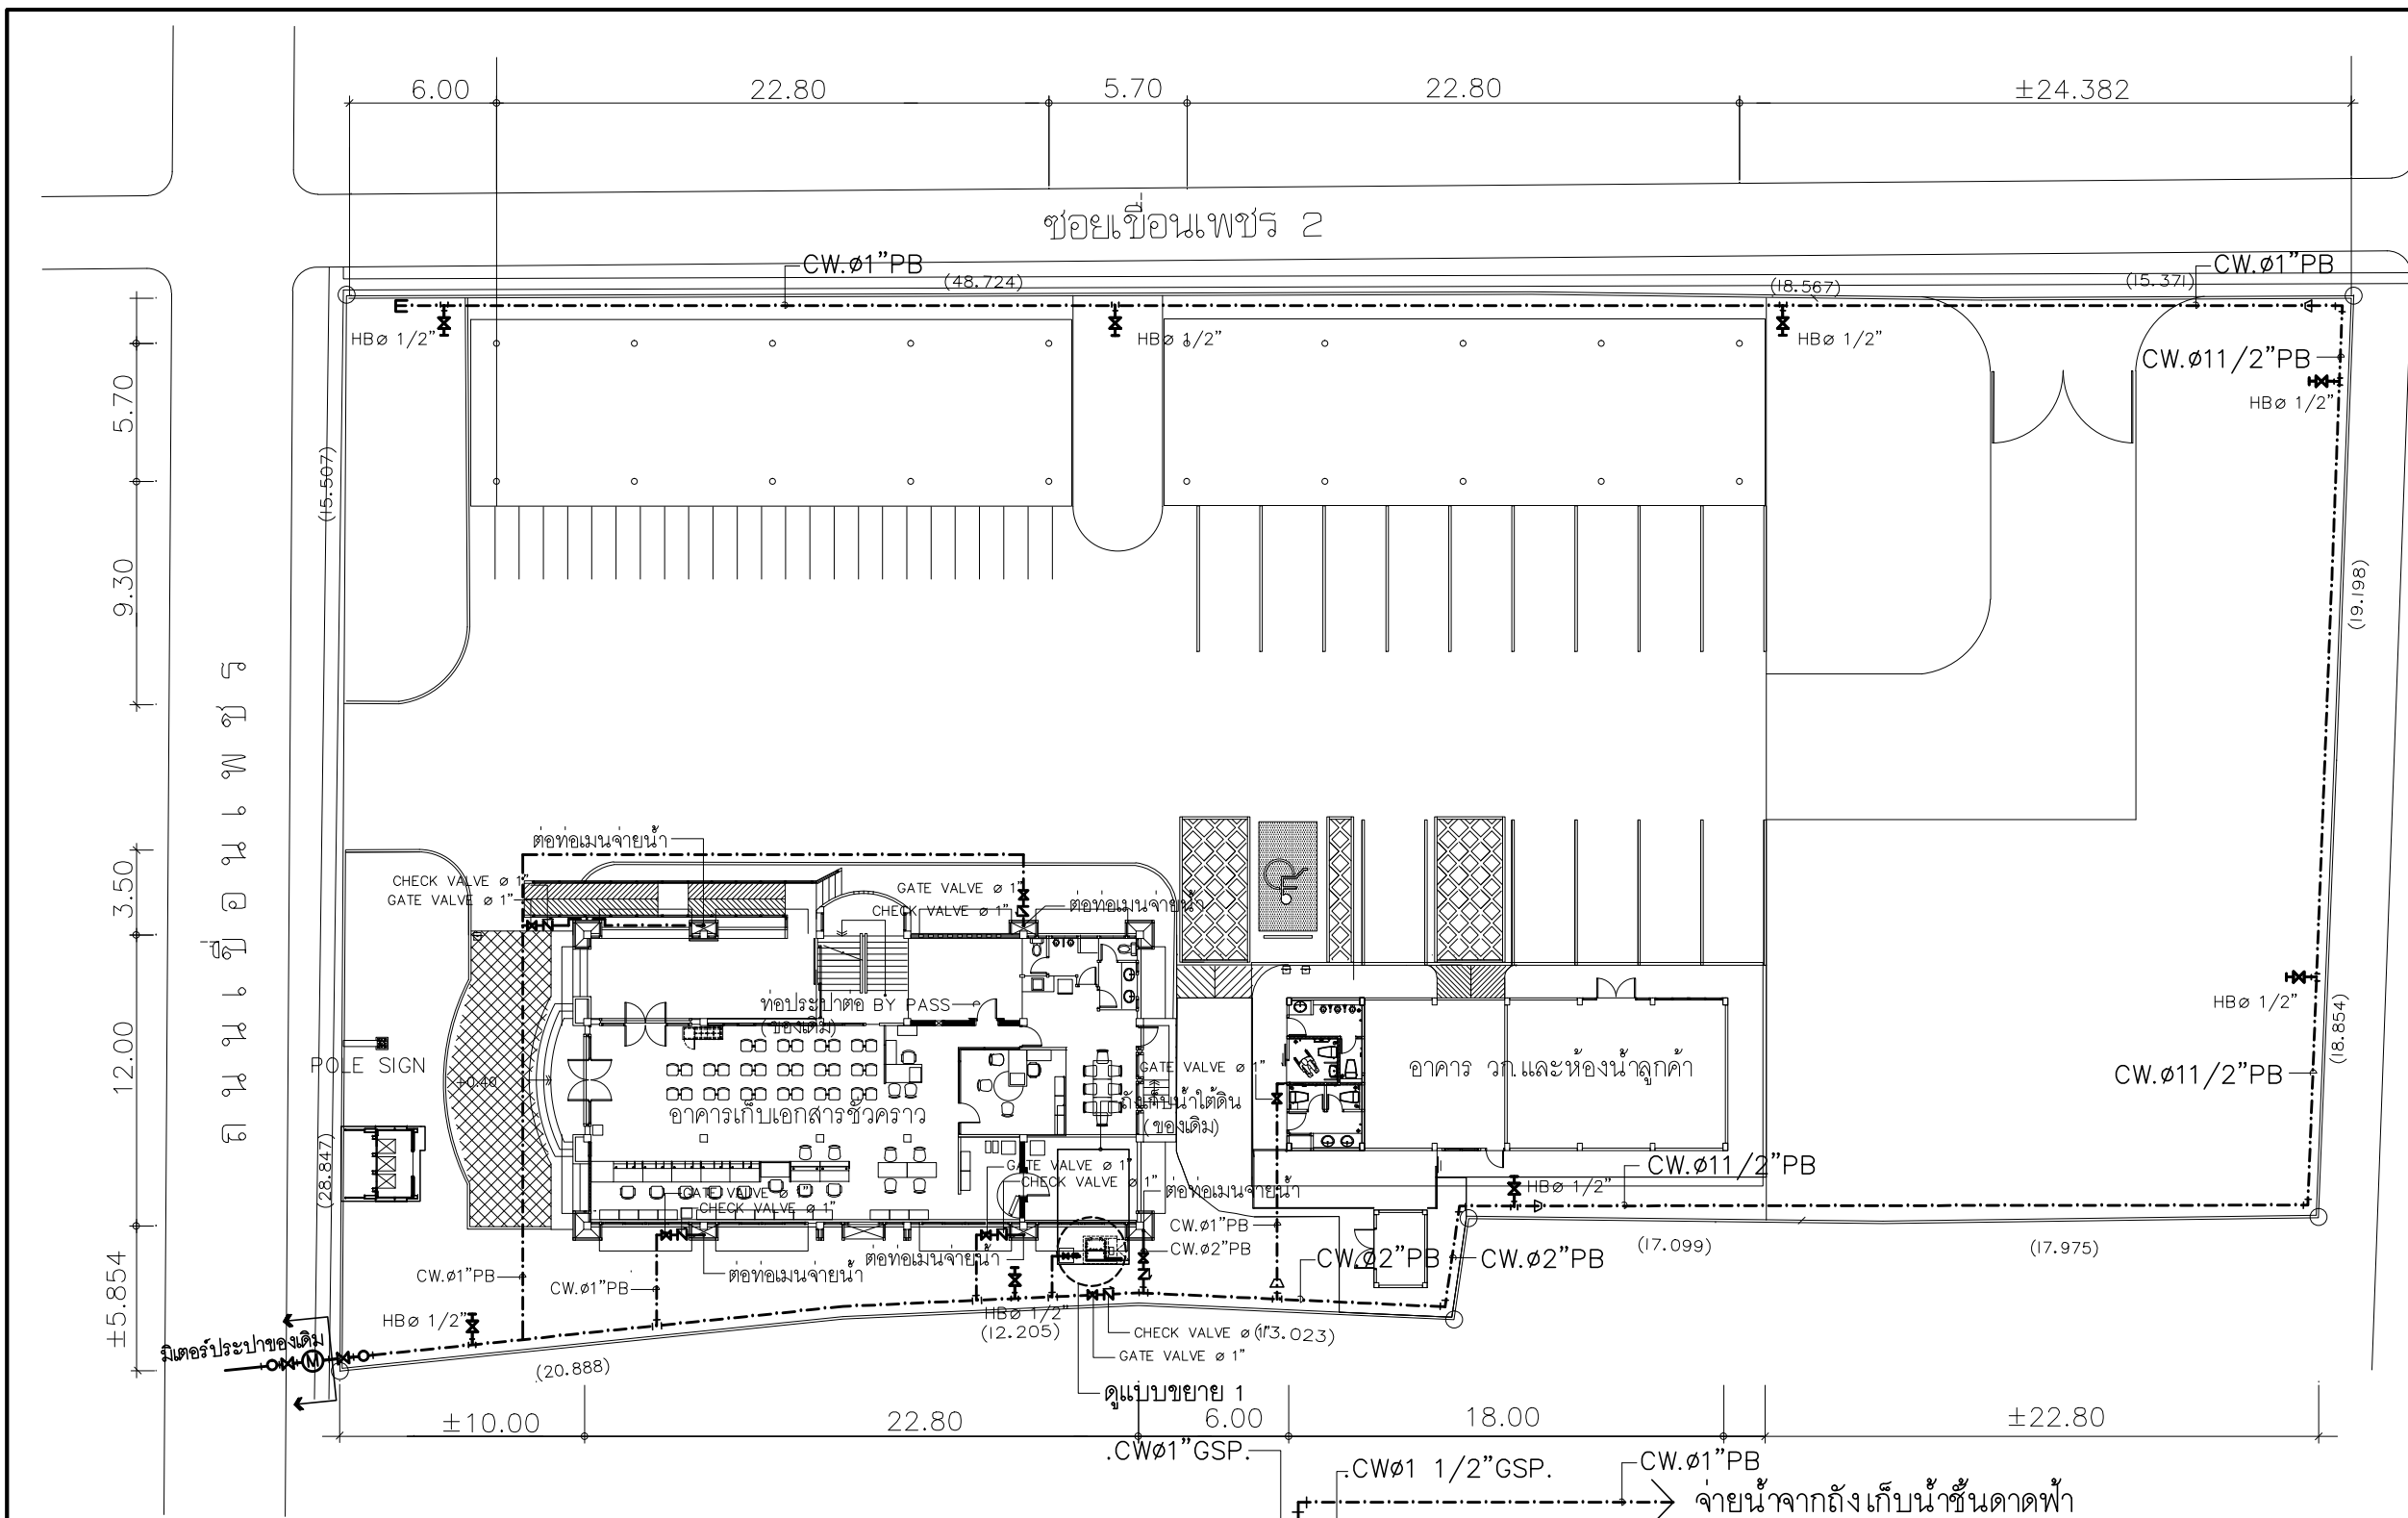 6.00
22.80
5.70
22.80
±24.382
ซอยเขื่อนเพชร 2
CW.ø1"PB
(48.724)
(18.567)
(15.371)
CW.ø1"PB
HBø 1/2"
HBø 1/2"
HBø 1/2"
CW.ø11/2"PB
HBø 1/2"
5.70
(15.507)
9.30
(19.198)
3.50
12.00
±5.854
(28.847)
POLE SIGN
+0.40
ต่อท่อเมนจ่ายน้ำ
CHECK VALVE ø 1"
GATE VALVE ø 1"
GATE VALVE ø 1"
CHECK VALVE ø 1"
ต่อท่อเมนจ่ายน้ำ
ท่อประปาต่อ BY PASS
(ของเดิม)
HBø 1/2"
(18.854)
CW.ø11/2"PB
GATE VALVE ø 1"
ถังเก็บน้ำใต้ดิน
(ของเดิม)
อาคาร วก.และห้องน้ำลูกค้า
อาคารเก็บเอกสารชั่วคราว
GATE VALVE ø 1"
CHECK VALVE ø 1"
GATE VALVE ø 1"
CHECK VALVE ø 1"
ต่อท่อเมนจ่ายน้ำ
CW.ø11/2"PB
HBø 1/2"
CW.ø1"PB
CW.ø2"PB
CW.ø2"PB
CW.ø2"PB
(17.099)
(17.975)
ต่อท่อเมนจ่ายน้ำ
ต่อท่อเมนจ่ายน้ำ
CW.ø1"PB
CW.ø1"PB
HBø 1/2"
HBø 1/2"
(12.205)
CHECK VALVE ø 1"
(13.023)
GATE VALVE ø 1"
มิเตอร์ประปาของเดิม
M
(20.888)
ดูแบบขยาย 1
±10.00
22.80
6.00
18.00
±22.80
.CWø1"GSP.
.CWø1 1/2"GSP.
CW.ø1"PB
จ่ายน้ำจากถังเก็บน้ำชั้นดาดฟ้า